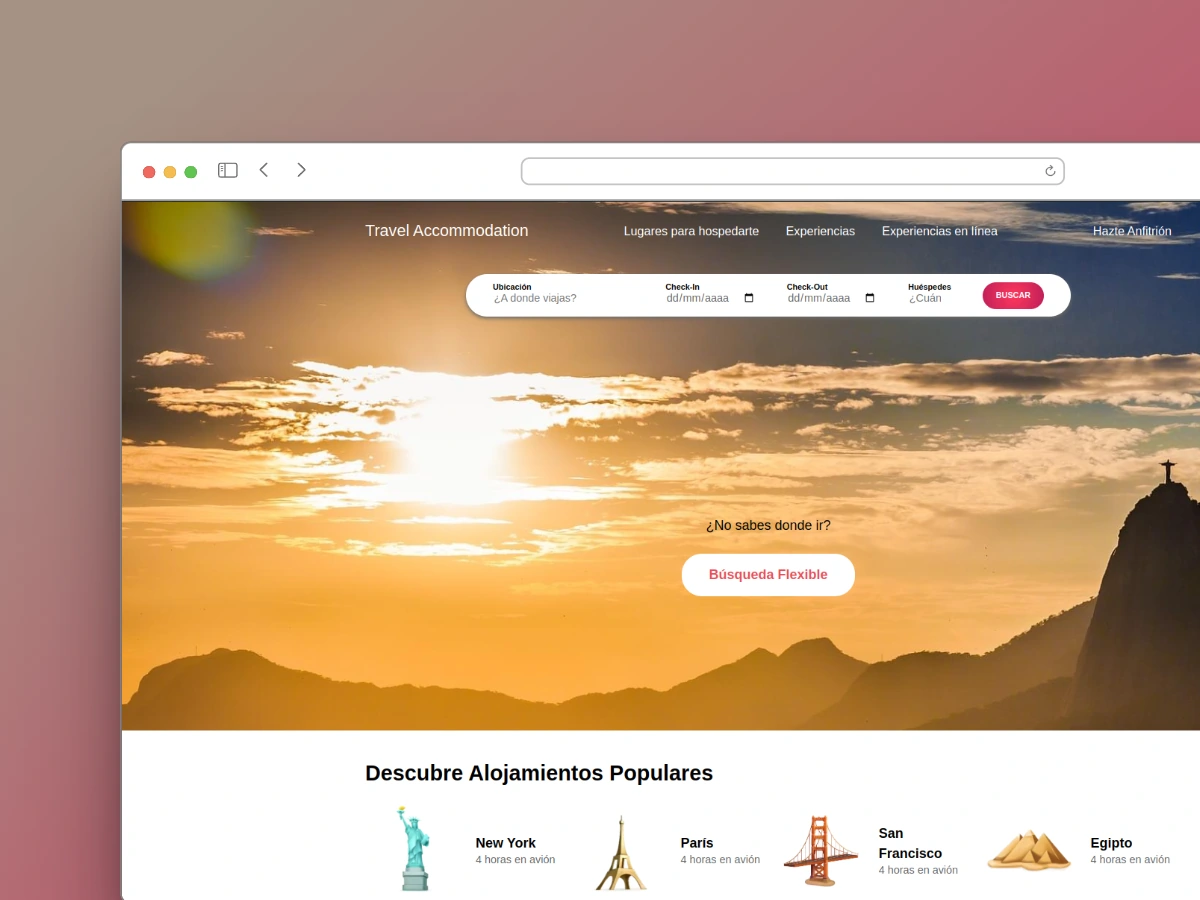 Travel Accommodation
Lugares para hospedarte
Experiencias
Experiencias en línea
Hazte Anfitrión
Ubicación
¿A donde viajas?
Check-In
dd/mm/aaaa
Check-Out
dd/mm/aaaa
Huéspedes
¿Cuán
BUSCAR
¿No sabes donde ir?
Búsqueda Flexible
Descubre Alojamientos Populares
New York
4 horas en avión
París
4 horas en avión
San
Francisco
4 horas en avión
Egipto
4 horas en avión